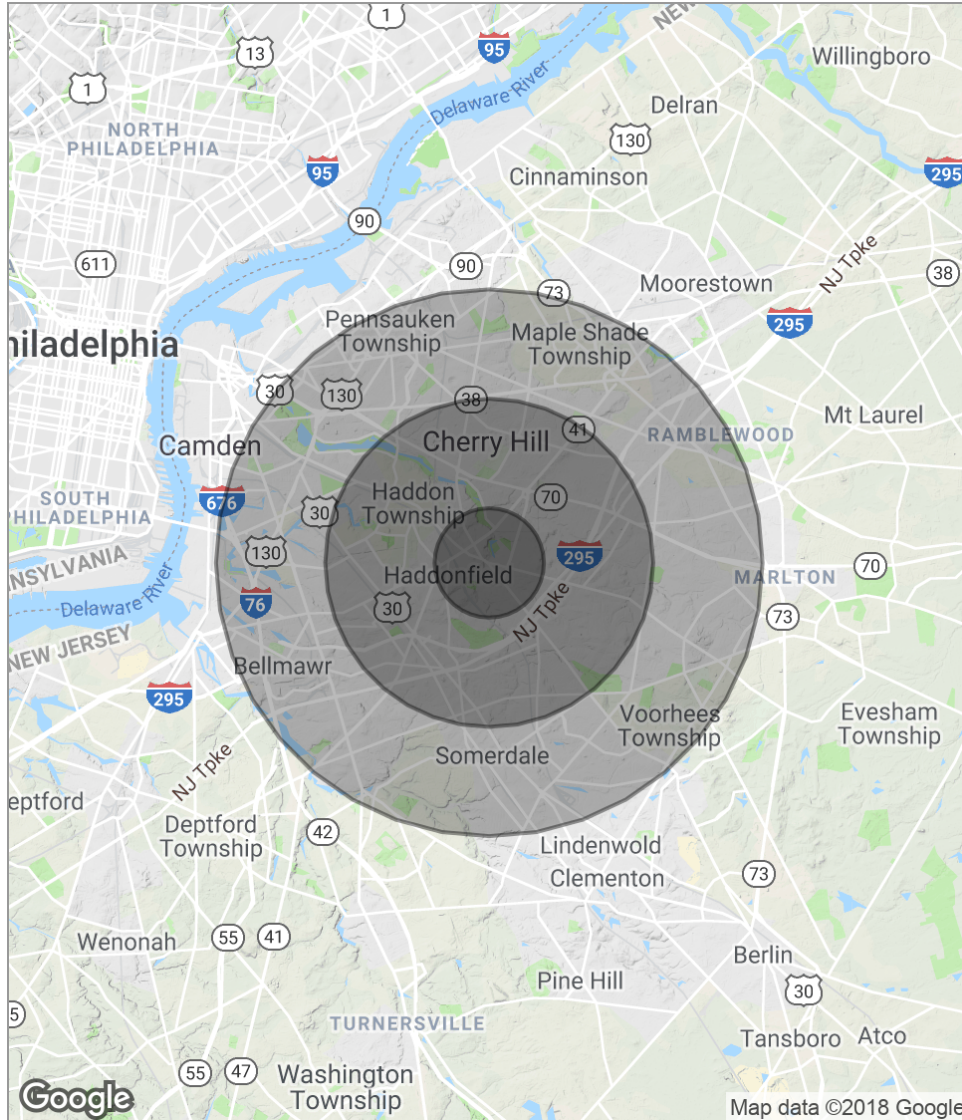 1
13
95
NEW
Willingboro
1
Delaware River
Delran
130
NORTH
PHILADELPHIA
95
Cinnaminson
295
90
611
90
NJ Tpke
38
73
Moorestown
Pennsauken
Township
Maple Shade
Township
295
hiladelphia
30
130
38
Mt Laurel
Camden
Cherry Hill
41
RAMBLEWOOD
SOUTH
PHILADELPHIA
676
30
Haddon
Township
70
130
295
NNSYLVANIA
Haddonfield
MARLTON
70
Delaware River
76
30
NJ Tpke
73
NEW JERSEY
Bellmawr
295
Voorhees
Township
Evesham
Township
Somerdale
NJ Tpke
eptford
Deptford
Township
42
Lindenwold
Clementon
73
Wenonah
55
41
Berlin
Pine Hill
30
5
TURNERSVILLE
Tansboro
Atco
55
47
Washington
Township
Google
Map data ©2018 Google